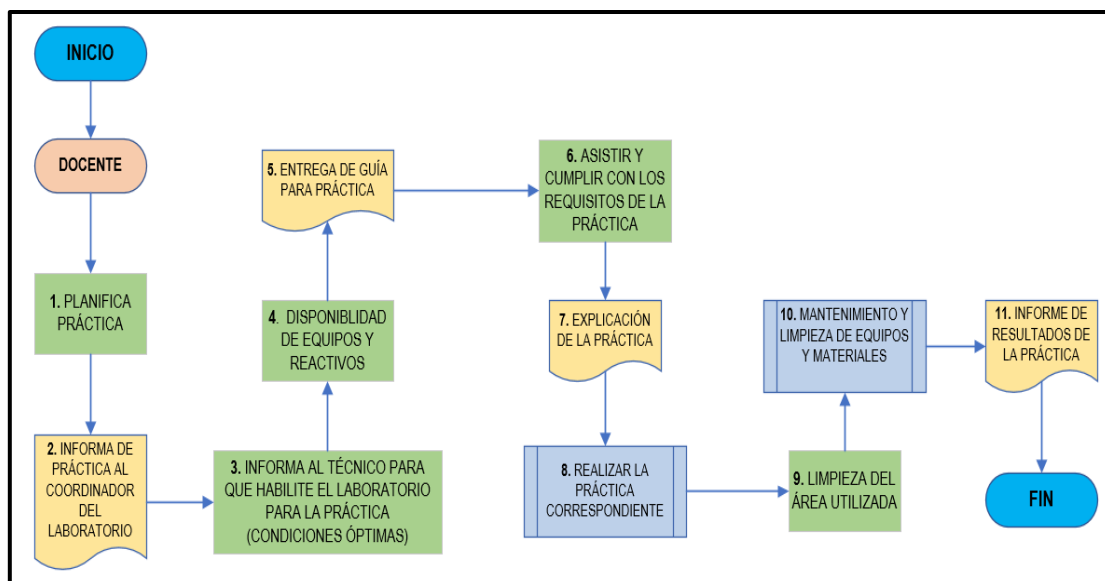 INICIO
DOCENTE
1. PLANIFICA
PRÁCTICA
2. INFORMA DE
PRÁCTICA AL
COORDINADOR
DEL
LABORATORIO
3. INFORMA AL TÉCNICO PARA
QUE HABILITE EL LABORATORIO
PARA LA PRÁCTICA
(CONDICIONES ÓPTIMAS)
4. DISPONIBLIDAD
DE EQUIPOS Y
REACTIVOS
5. ENTREGA DE GUÍA
PARA PRÁCTICA
6. ASISTIR Y
CUMPLIR CON LOS
REQUISITOS DE LA
PRÁCTICA
7. EXPLICACIÓN
DE LA PRÁCTICA
8. REALIZAR LA
PRÁCTICA
CORRESPONDIENTE
9. LIMPIEZA DEL
ÁREA UTILIZADA
10. MANTENIMIENTO Y
LIMPIEZA DE EQUIPOS
Y MATERIALES
11. INFORME DE
RESULTADOS DE
LA PRÁCTICA
FIN